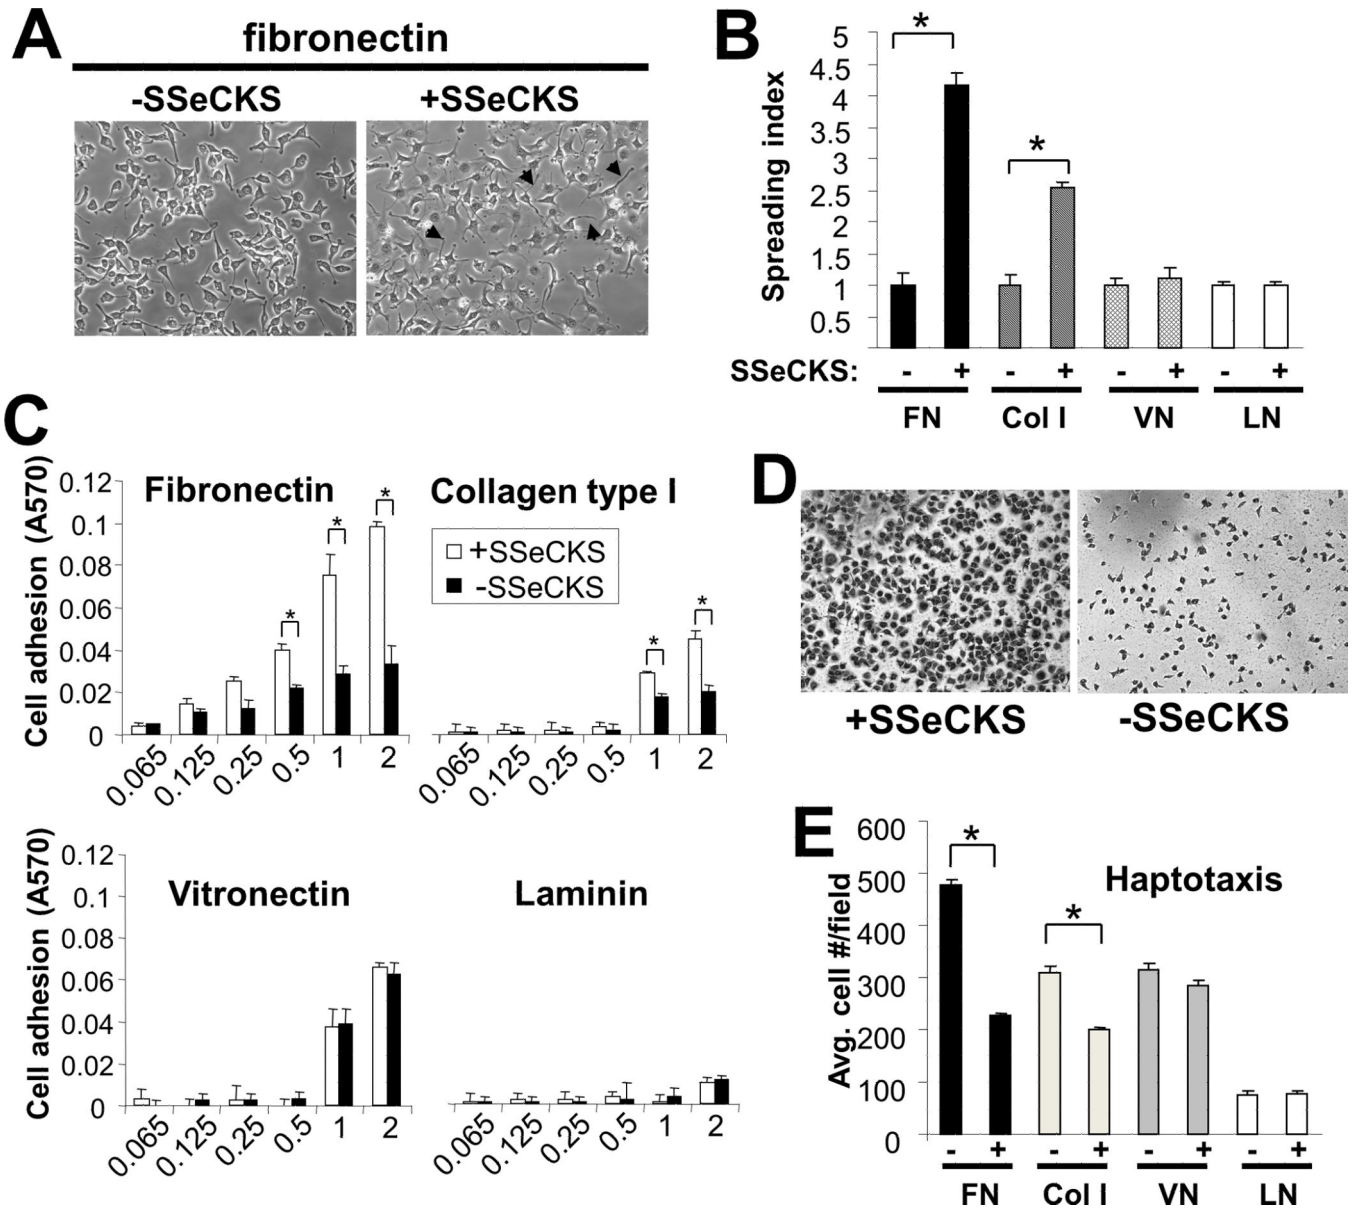 A
fibronectin
-SSeCKS
+SSeCKS
B
Spreading index
5
4.5
4
3.5
3
2.5
2
1.5
1
0.5
*
*
SSeCKS:
- + - + - + - +
FN Col I VN LN
C
Cell adhesion (A570)
0.12
0.1
0.08
0.06
0.04
0.02
0
Fibronectin
* * *
0.065 0.125 0.25 0.5 1 2
Collagen type I
+SSeCKS
-SSeCKS
* *
0.065 0.125 0.25 0.5 1 2
Cell adhesion (A570)
0.12
0.1
0.08
0.06
0.04
0.02
0
Vitronectin
0.065 0.125 0.25 0.5 1 2
Laminin
0.065 0.125 0.25 0.5 1 2
D
+SSeCKS
-SSeCKS
E
Avg. cell #/field
600
500
400
300
200
100
0
Haptotaxis
*
*
- + - + - + - +
FN Col I VN LN